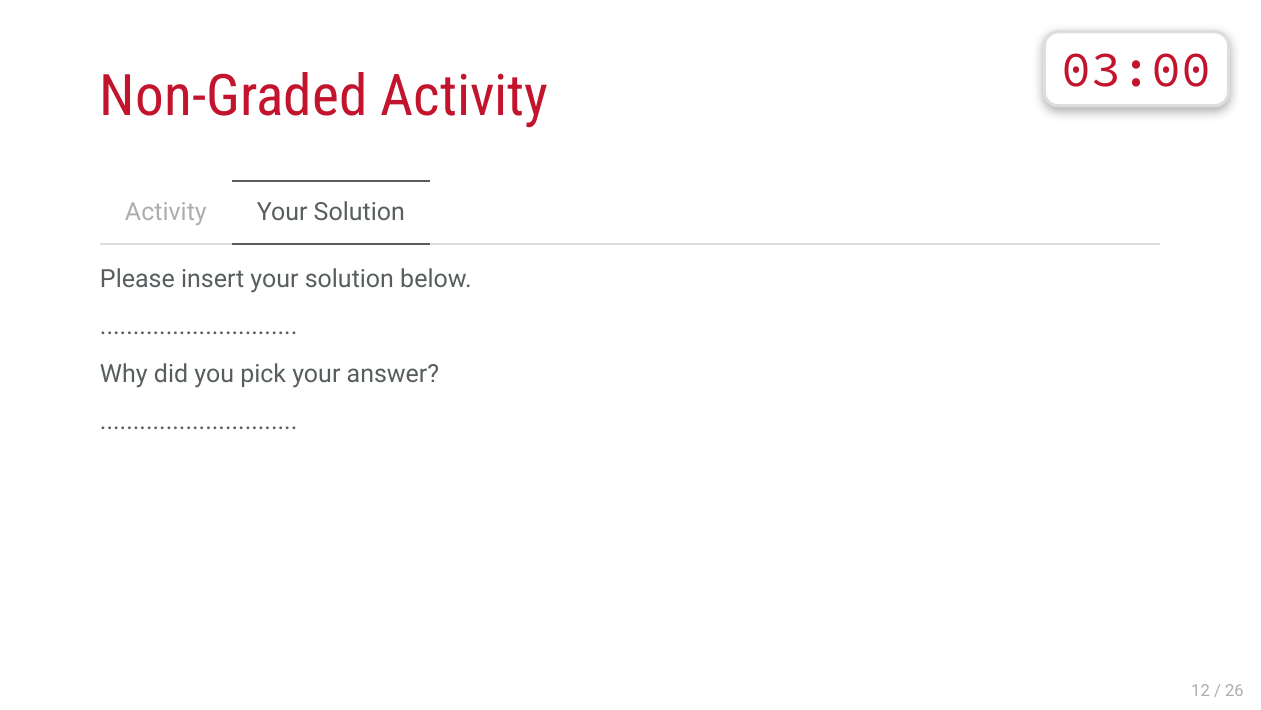 Non-Graded Activity
03:00
Activity
Your Solution
Please insert your solution below.
..............................
Why did you pick your answer?
..............................
12 / 26